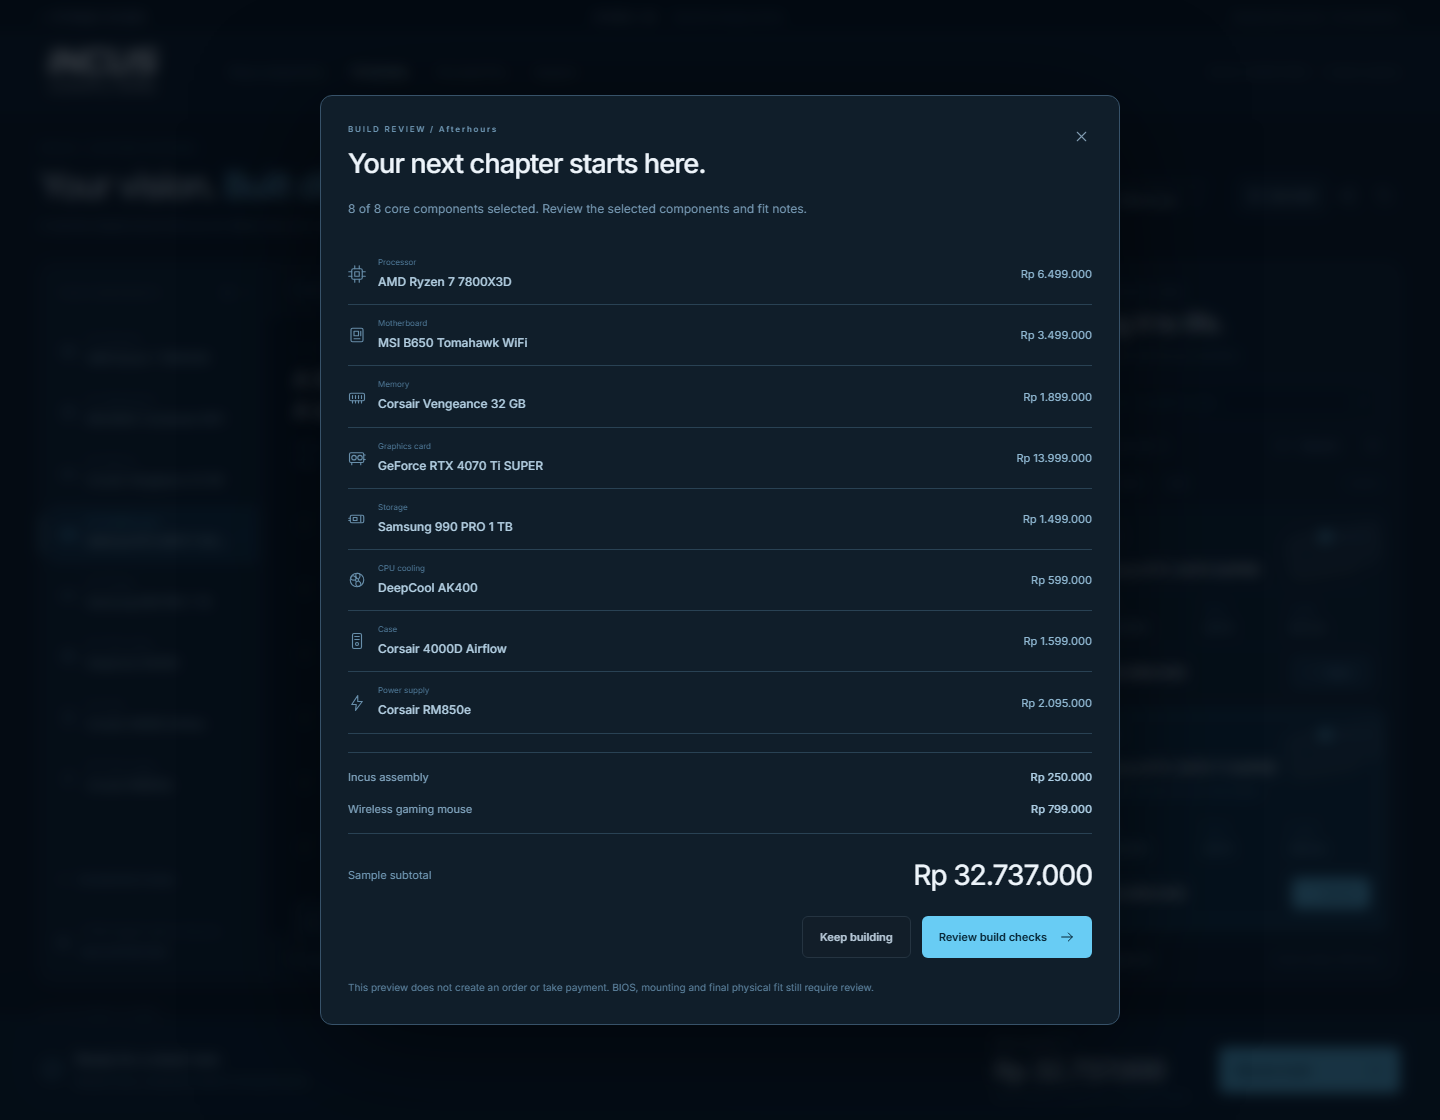 INCUS
Your vision. Built
BUILD REVIEW / Afterhours
Your next chapter starts here.
8 of 8 core components selected. Review the selected components and fit notes.
Processor
AMD Ryzen 7 7800X3D
Rp 6.499.000
Motherboard
MSI B650 Tomahawk WiFi
Rp 3.499.000
Memory
Corsair Vengeance 32 GB
Rp 1.899.000
Graphics card
GeForce RTX 4070 Ti SUPER
Rp 13.999.000
Storage
Samsung 990 PRO 1 TB
Rp 1.499.000
CPU cooling
DeepCool AK400
Rp 599.000
Case
Corsair 4000D Airflow
Rp 1.599.000
Power supply
Corsair RM850e
Rp 2.095.000
Incus assembly
Rp 250.000
Wireless gaming mouse
Rp 799.000
Sample subtotal
Rp 32.737.000
Keep building
Review build checks
This preview does not create an order or take payment. BIOS, mounting and final physical fit still require review.